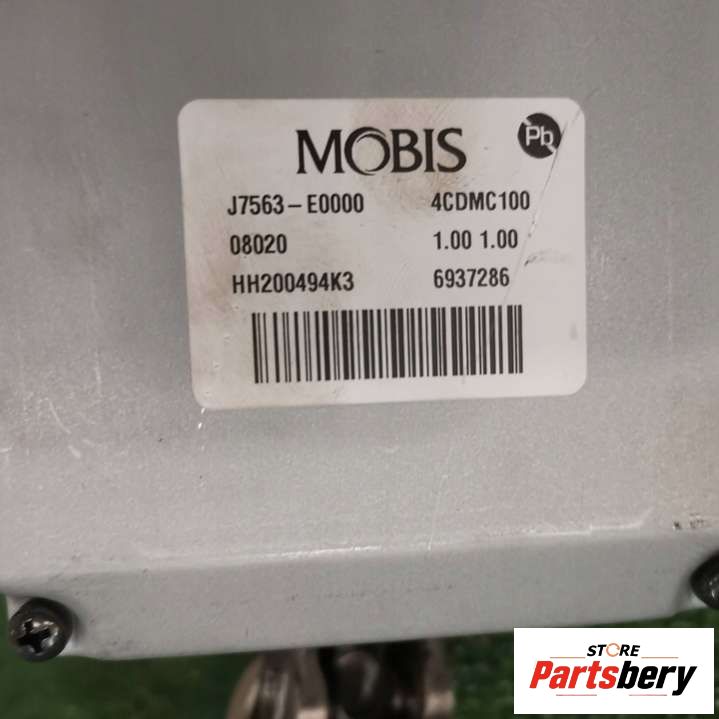 MOBIS
Pb
J7563-E0000 4CDMC100
08020 1.00 1.00
HH200494K3 6937286
STORE
Partsbery